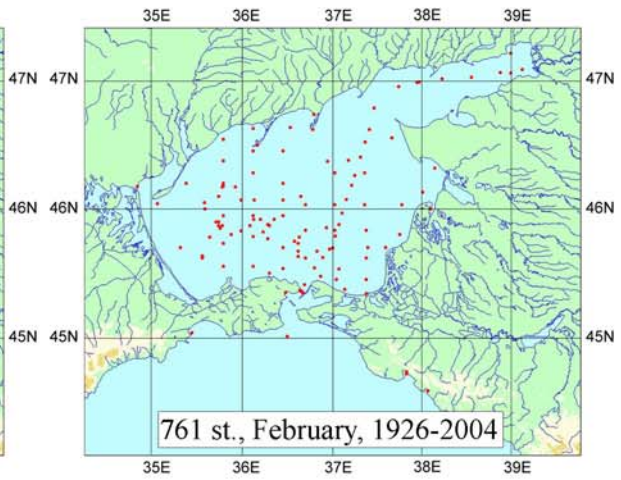 35E 36E 37E 38E 39E
47N 47N 47N
46N 46N 46N
45N 45N 45N
761 st., February, 1926-2004
35E 36E 37E 38E 39E